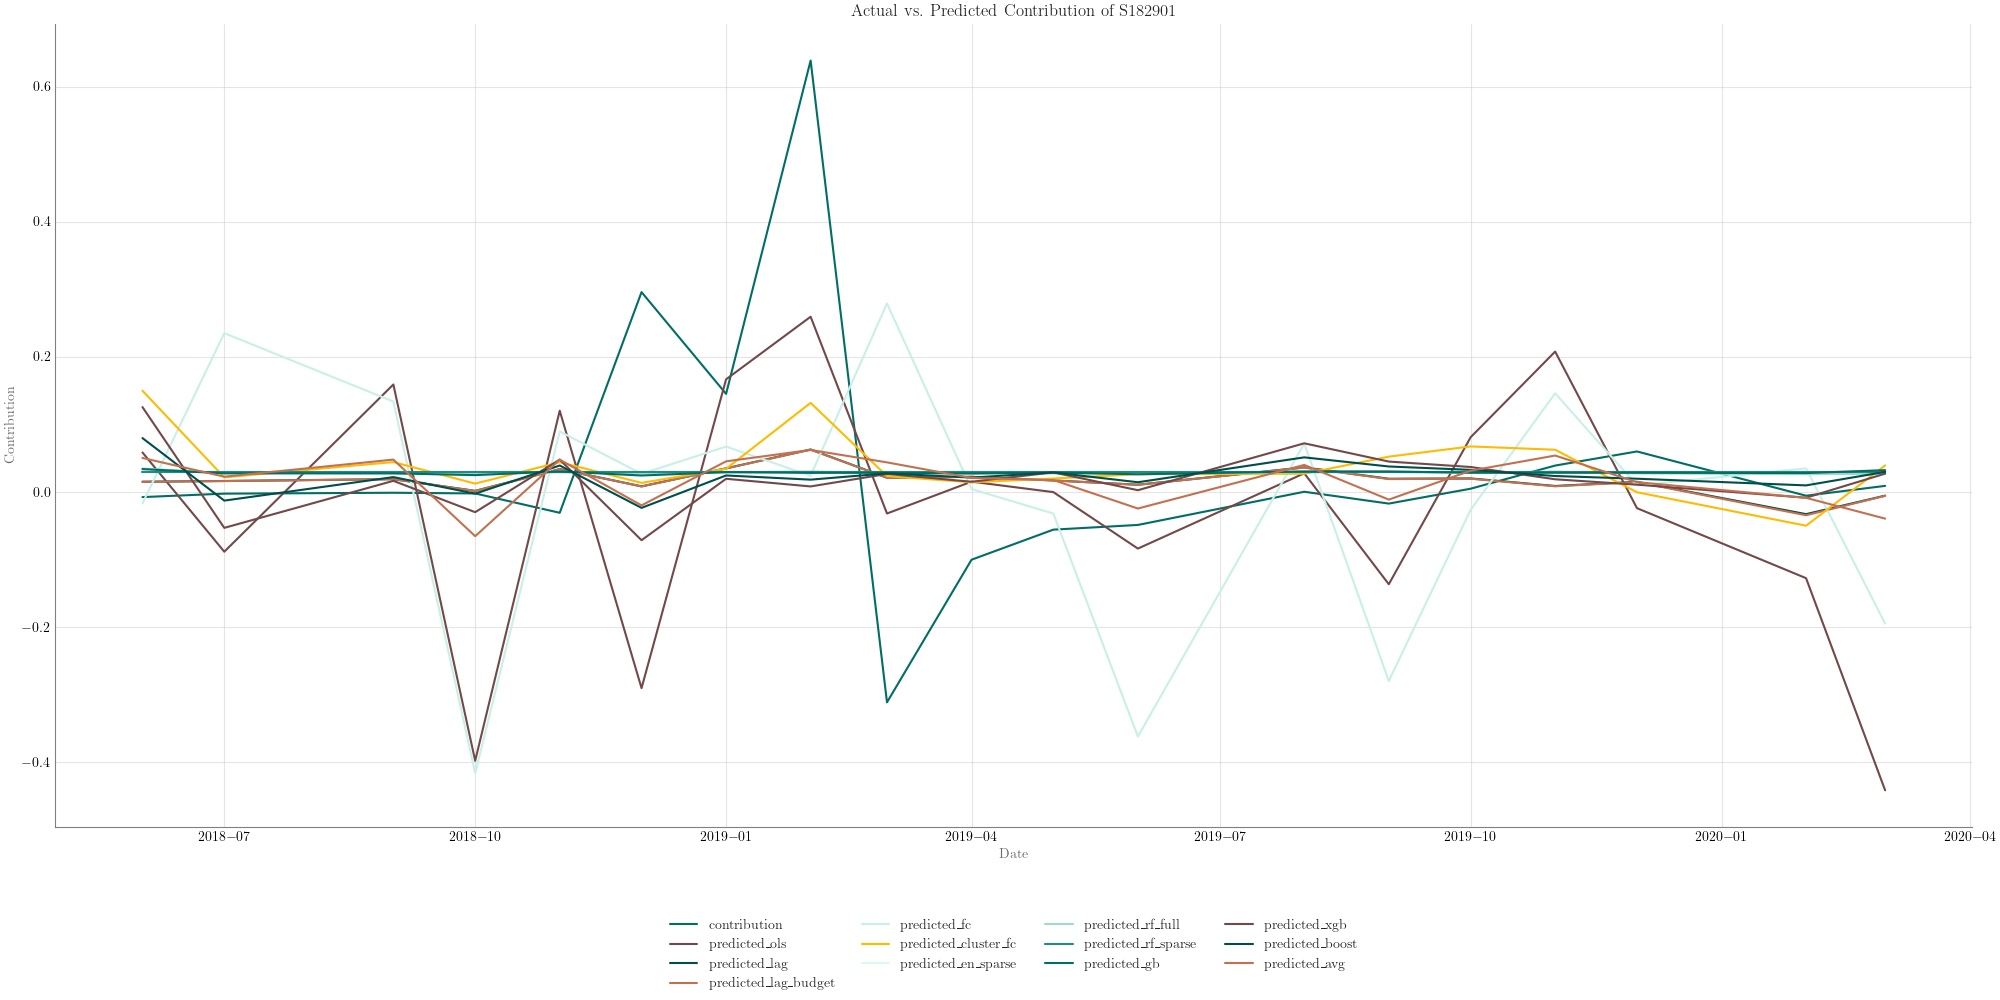 Actual vs. Predicted Contribution of S182901
Contribution
0.6
0.4
0.2
0.0
−0.2
−0.4
2018−07 2018−10 2019−01 2019−04 2019−07 2019−10 2020−01 2020−04
Date
contribution predicted_fc predicted_rf_full predicted_xgb
predicted_ols predicted_cluster_fc predicted_rf_sparse predicted_boost
predicted_lag predicted_en_sparse predicted_gb predicted_avg
predicted_lag_budget